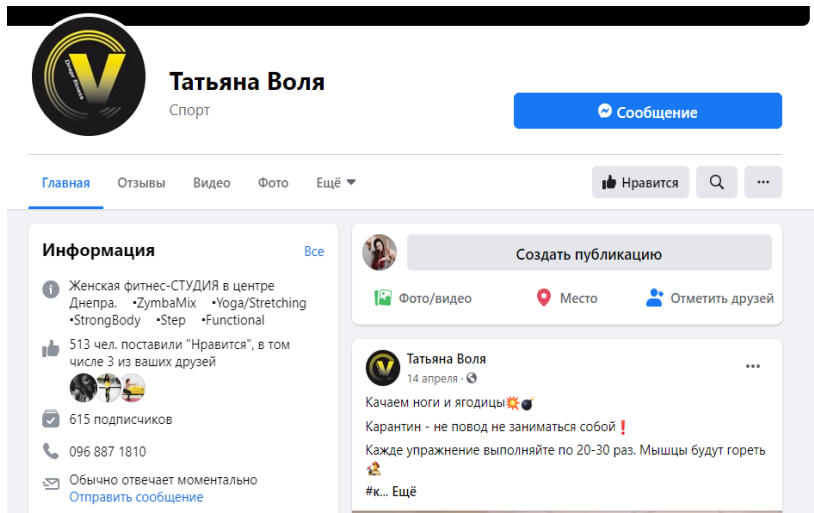 Dnepr fitness
Татьяна Воля
Спорт
Сообщение
Главная Отзывы Видео Фото Ещё
Нравится
Информация Все
Женская фитнес-СТУДИЯ в центре
Днепра. •ZymbaMix •Yoga/Stretching
•StrongBody •Step •Functional
513 чел. поставили "Нравится", в том
числе 3 из ваших друзей
615 подписчиков
096 887 1810
Обычно отвечает моментально
Отправить сообщение
Создать публикацию
Фото/видео Место Отметить друзей
Татьяна Воля
14 апреля ·
Качаем ноги и ягодицы💥💣
Карантин - не повод не заниматься собой❗
Кажде упражнение выполняйте по 20-30 раз. Мышцы будут гореть
#к... Ещё